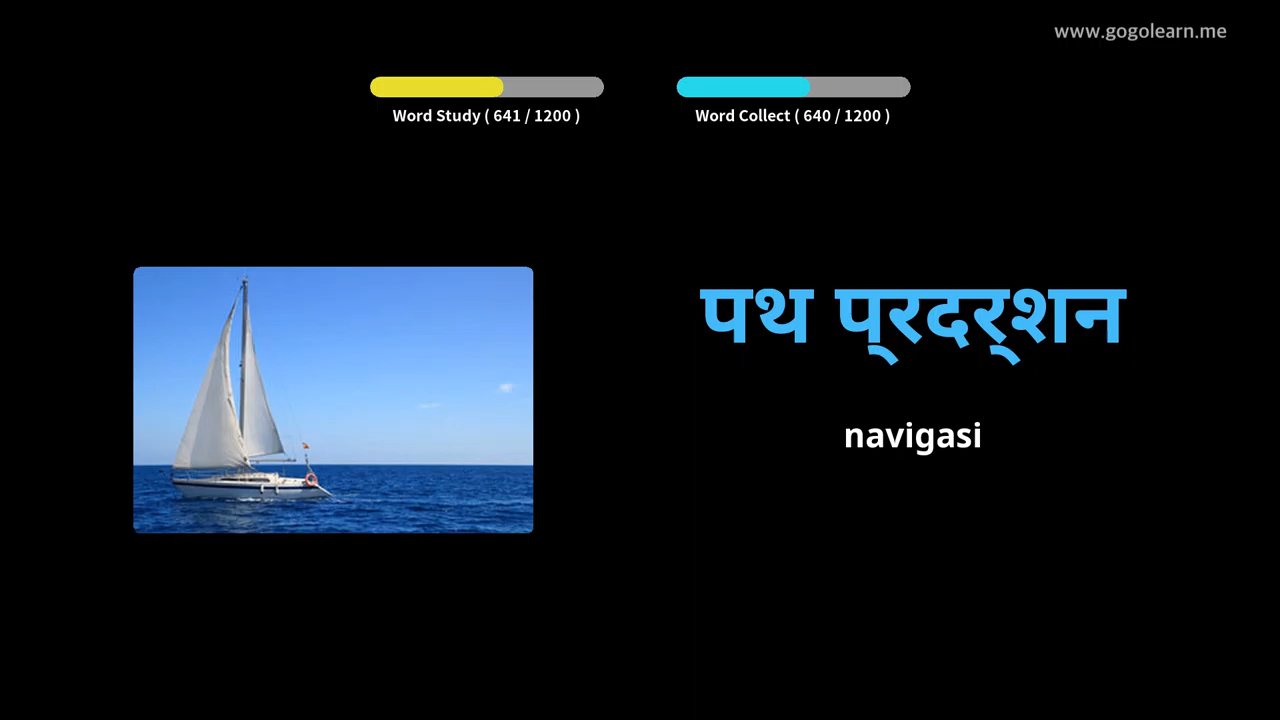 www.gogolearn.me
Word Study ( 641 / 1200 )
Word Collect ( 640 / 1200 )
पथ प्रदर्शन
navigasi